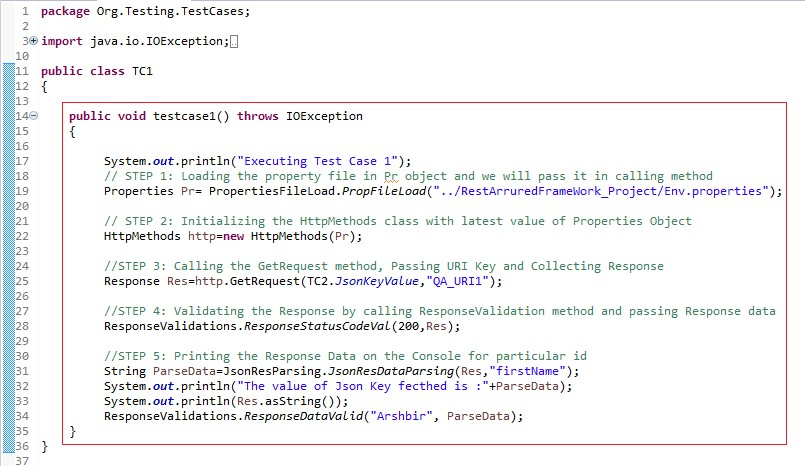 1 package Org.Testing.TestCases;
2
3 import java.io.IOException;
10
11 public class TC1
12 {
13
14 public void testcase1() throws IOException
15 {
16
17 System.out.println("Executing Test Case 1");
18 // STEP 1: Loading the property file in Pr object and we will pass it in calling method
19 Properties Pr= PropertiesFileLoad.PropFileLoad("../RestArruredFrameWork_Project/Env.properties");
20
21 // STEP 2: Initializing the HttpMethods class with latest value of Properties Object
22 HttpMethods http=new HttpMethods(Pr);
23
24 //STEP 3: Calling the GetRequest method, Passing URI Key and Collecting Response
25 Response Res=http.GetRequest(TC2.JsonKeyValue,"QA_URI1");
26
27 //STEP 4: Validating the Response by calling ResponseValidation method and passing Response data
28 ResponseValidations.ResponseStatusCodeVal(200,Res);
29
30 //STEP 5: Printing the Response Data on the Console for particular id
31 String ParseData=JsonResParsing.JsonResDataParsing(Res,"firstName");
32 System.out.println("The value of Json Key fecthed is :"+ParseData);
33 System.out.println(Res.asString());
34 ResponseValidations.ResponseDataValid("Arshbir", ParseData);
35 }
36 }
37